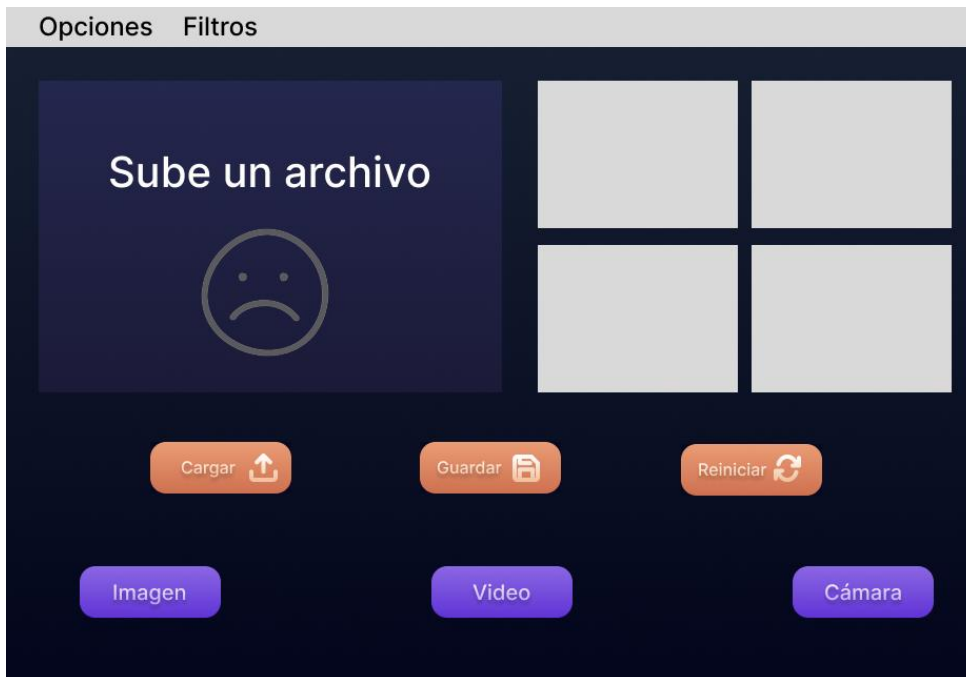 Opciones Filtros
Sube un archivo
Cargar Guardar Reiniciar
Imagen Video Cámara